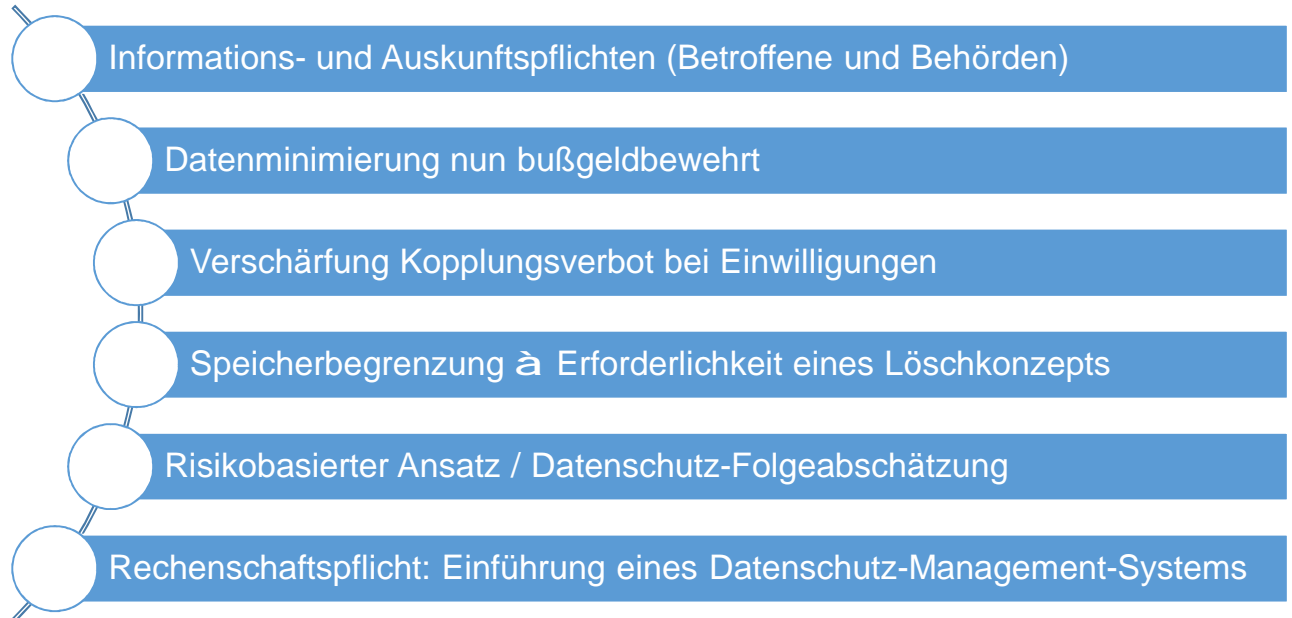 Informations- und Auskunftspflichten (Betroffene und Behörden)
Datenminimierung nun bußgeldbewehrt
Verschärfung Kopplungsverbot bei Einwilligungen
Speicherbegrenzung à Erforderlichkeit eines Löschkonzepts
Risikobasierter Ansatz / Datenschutz-Folgeabschätzung
Rechenschaftspflicht: Einführung eines Datenschutz-Management-Systems